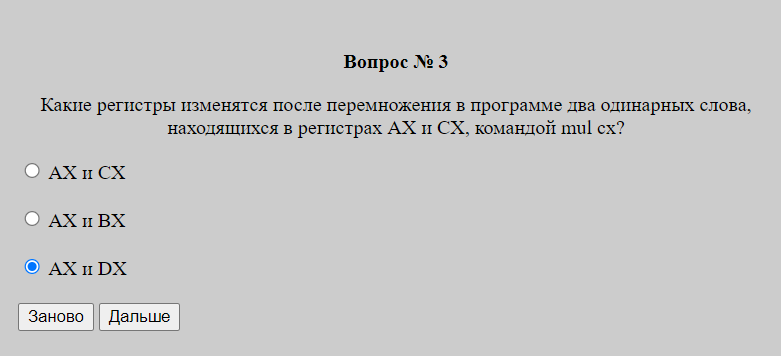 Вопрос № 3
Какие регистры изменятся после перемножения в программе два одинарных слова,
находящихся в регистрах AX и CX, командой mul cx?
AX и CX
AX и BX
AX и DX
Заново Дальше